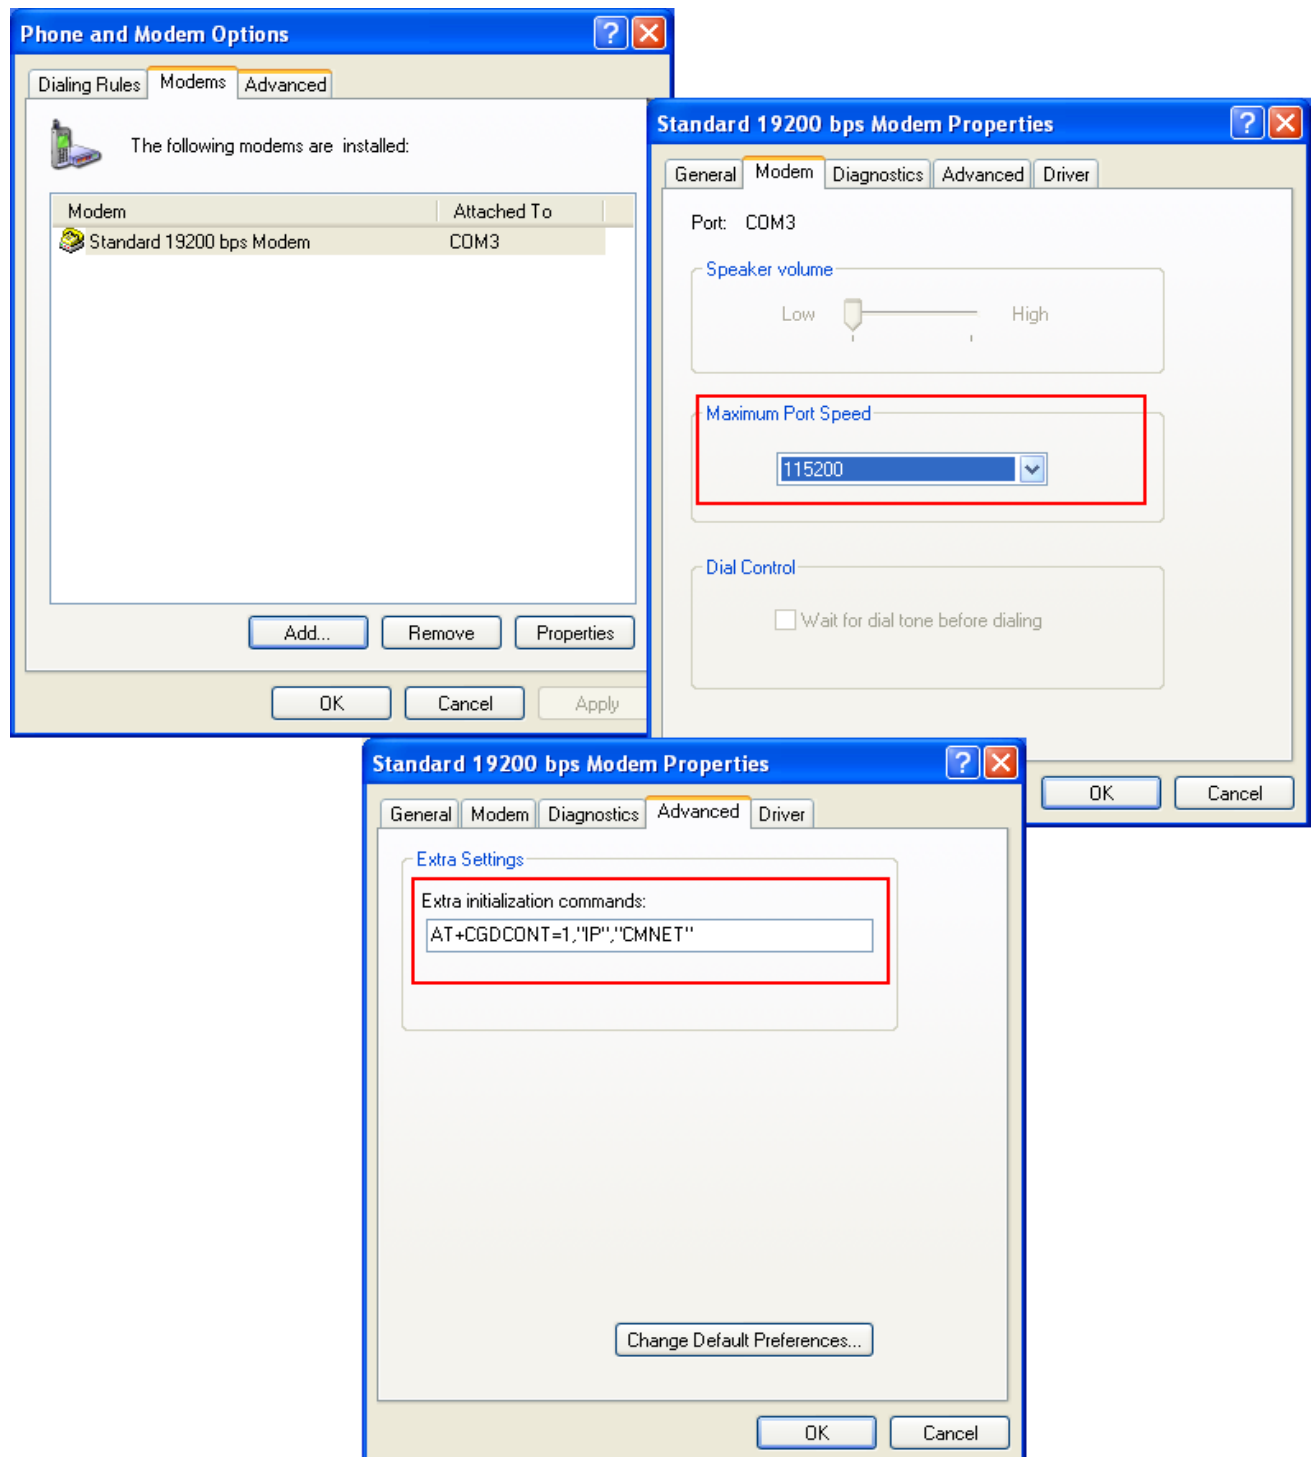 Phone and Modem Options
Dialing Rules Modems Advanced
The following modems are installed:
Modem Attached To
Standard 19200 bps Modem COM3
Add... Remove Properties
OK Cancel Apply
Standard 19200 bps Modem Properties
General Modem Diagnostics Advanced Driver
Port: COM3
Speaker volume
Low High
Maximum Port Speed
115200
Dial Control
Wait for dial tone before dialing
OK Cancel
Standard 19200 bps Modem Properties
General Modem Diagnostics Advanced Driver
Extra Settings
Extra initialization commands:
AT+CGDCONT=1,"IP","CMNET"
Change Default Preferences...
OK Cancel